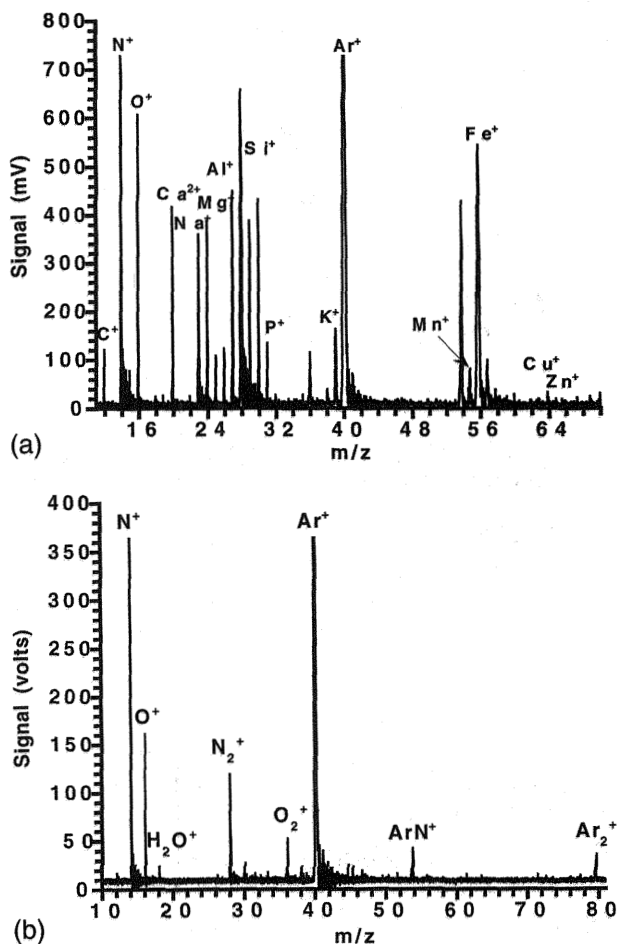 800
N⁺
Ar⁺
700
O⁺
600
Si⁺
Fe⁺
500
Al⁺
Ca²⁺ Mg⁺
400
Na⁺
Signal (mV)
300
200
P⁺
K⁺
Mn⁺
C⁺
100
Cu⁺
Zn⁺
0
16 24 32 40 48 56 64
(a)
m/z
400
N⁺
Ar⁺
350
300
250
Signal (volts)
200
O⁺
150
N₂⁺
100
H₂O⁺
O₂⁺
ArN⁺
Ar₂⁺
50
0
10 20 30 40 50 60 70 80
(b)
m/z